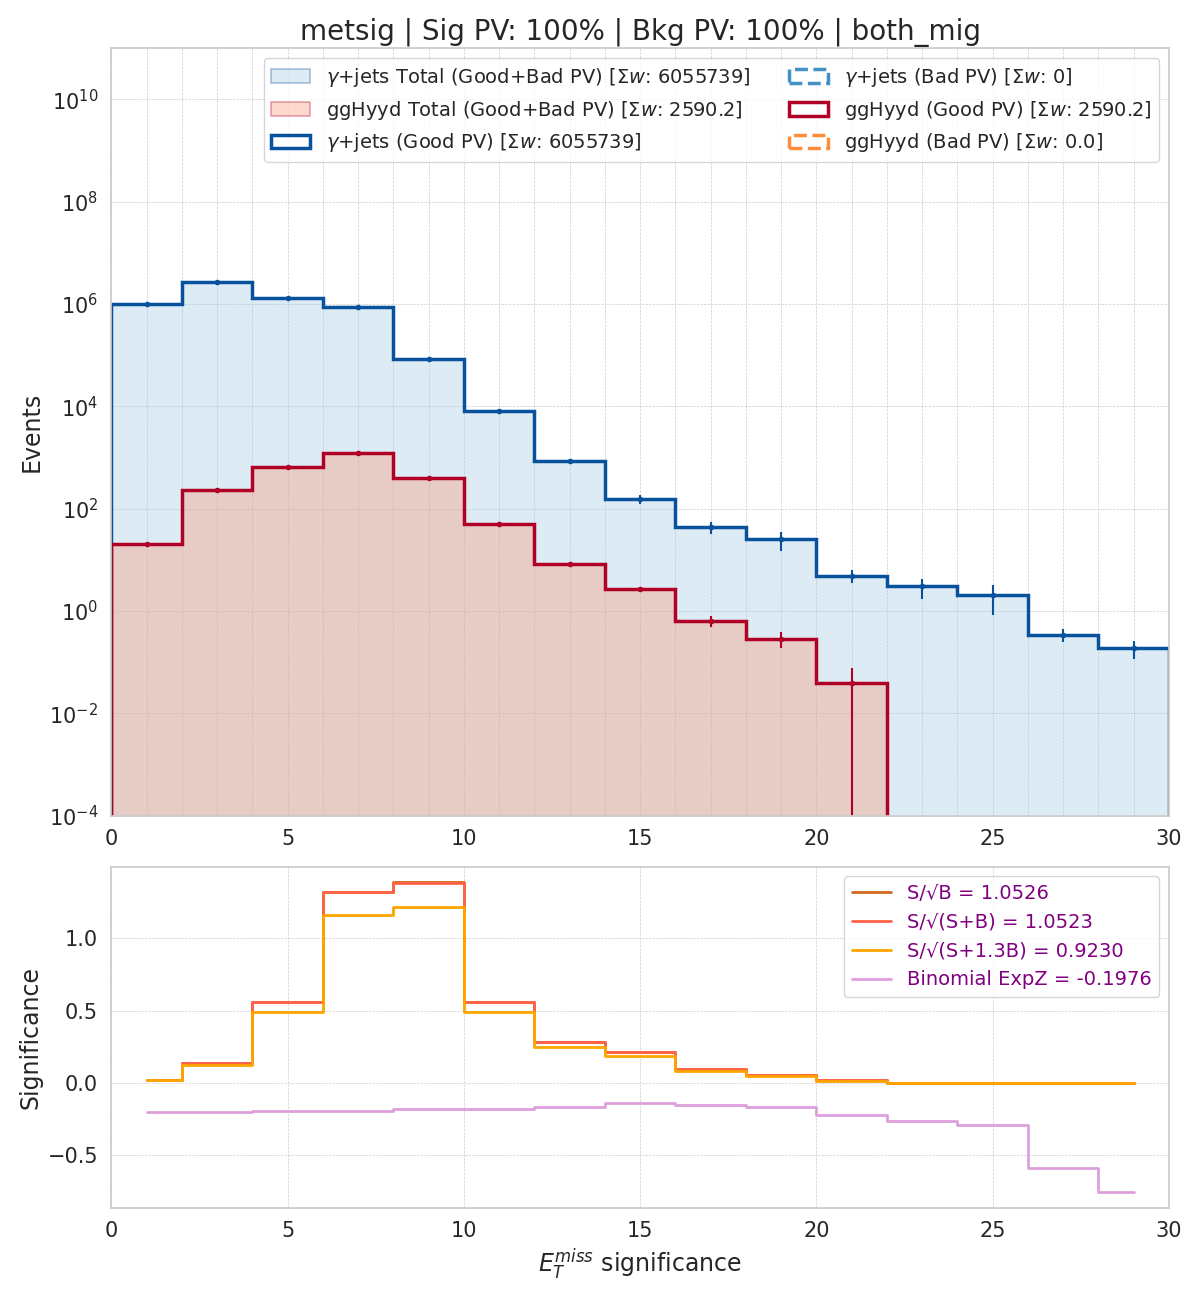 metsig | Sig PV: 100% | Bkg PV: 100% | both_mig
γ+jets Total (Good+Bad PV) [Σw: 6055739]
ggHyyd Total (Good+Bad PV) [Σw: 2590.2]
γ+jets (Good PV) [Σw: 6055739]
γ+jets (Bad PV) [Σw: 0]
ggHyyd (Good PV) [Σw: 2590.2]
ggHyyd (Bad PV) [Σw: 0.0]
Events
10^10
10^8
10^6
10^4
10^2
10^0
10^−2
10^−4
0 5 10 15 20 25 30
S/√B = 1.0526
S/√(S+B) = 1.0523
S/√(S+1.3B) = 0.9230
Binomial ExpZ = -0.1976
Significance
1.0
0.5
0.0
−0.5
0 5 10 15 20 25 30
E_T^miss significance